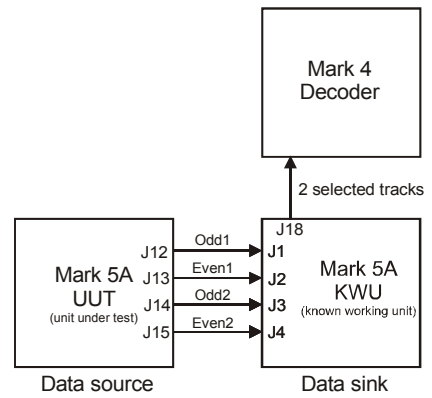 Mark 4
Decoder
2 selected tracks
J18
J12 Odd1 J1
J13 Even1 J2
J14 Odd2 J3
J15 Even2 J4
Mark 5A
UUT
(unit under test)
Mark 5A
KWU
(known working unit)
Data source
Data sink